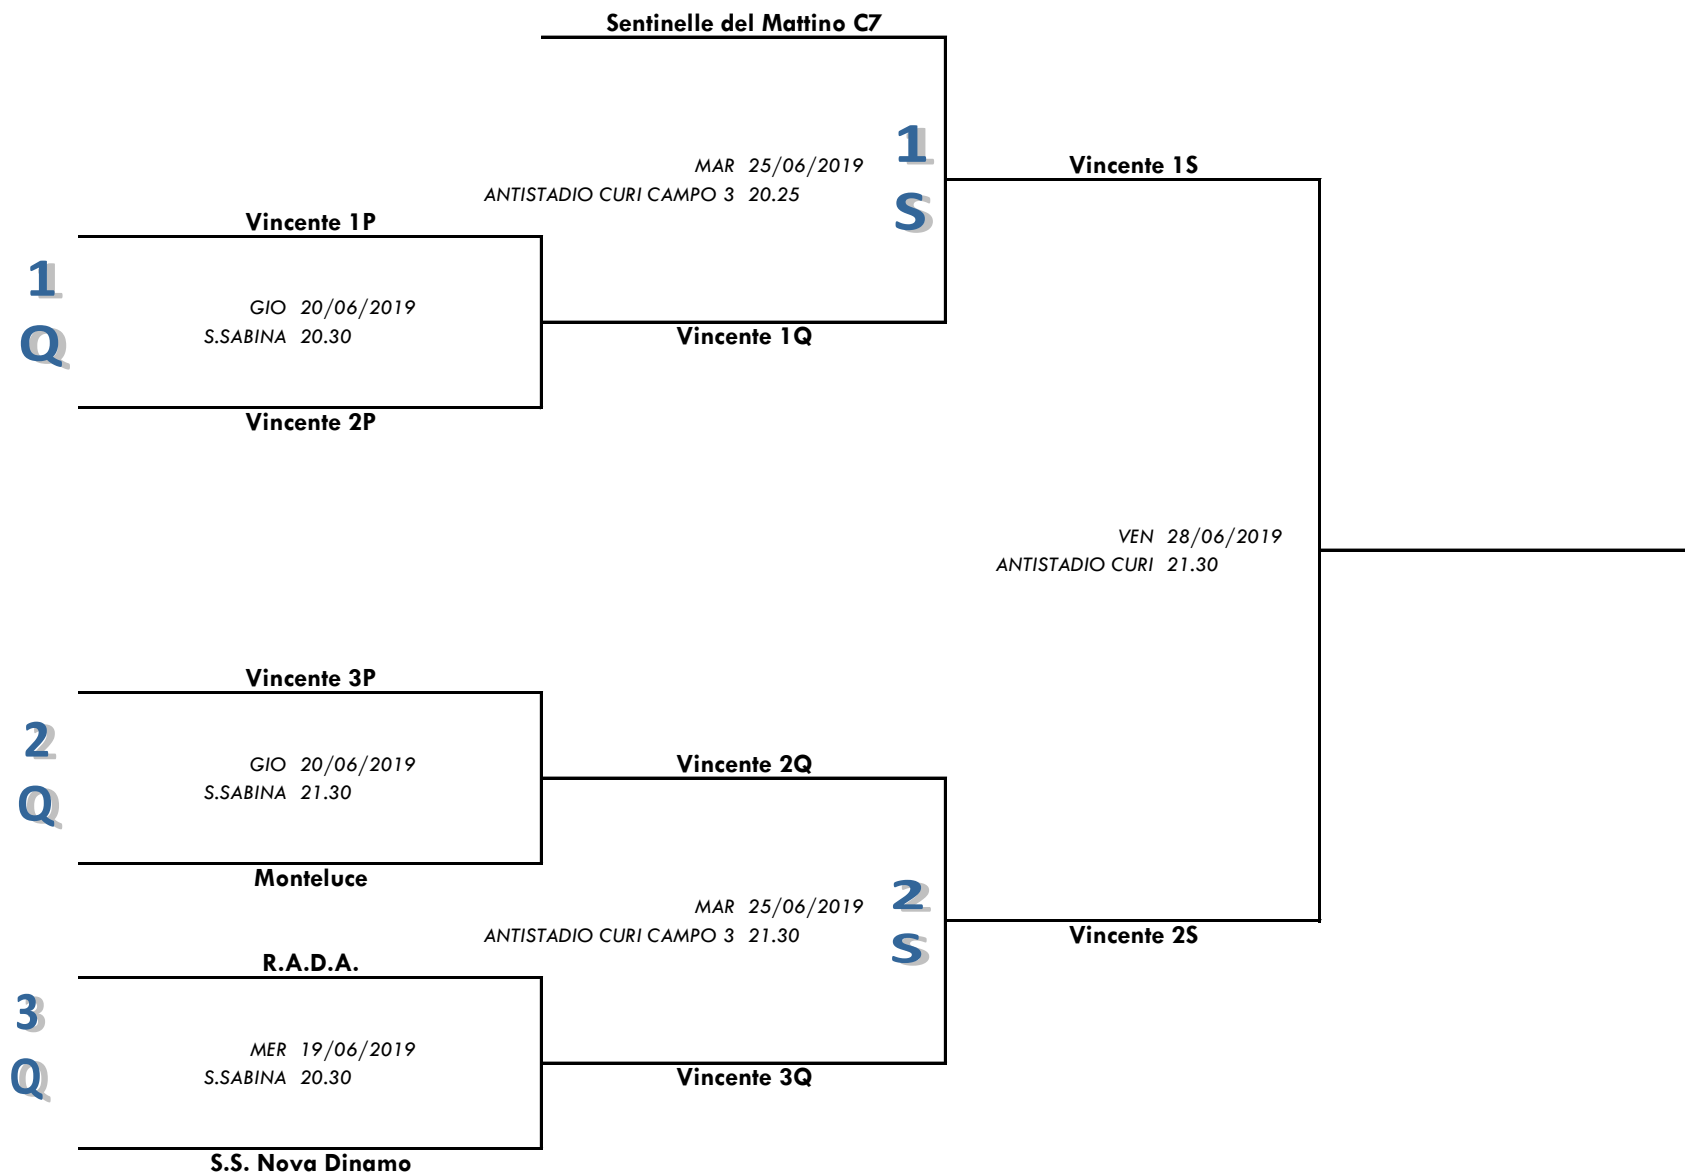 Sentinelle del Mattino C7
MAR 25/06/2019
ANTISTADIO CURI CAMPO 3 20.25
1
S
Vincente 1S
Vincente 1P
1
Q
GIO 20/06/2019
S.SABINA 20.30
Vincente 1Q
Vincente 2P
VEN 28/06/2019
ANTISTADIO CURI 21.30
Vincente 3P
2
Q
GIO 20/06/2019
S.SABINA 21.30
Vincente 2Q
Monteluce
MAR 25/06/2019
ANTISTADIO CURI CAMPO 3 21.30
2
S
Vincente 2S
R.A.D.A.
3
Q
MER 19/06/2019
S.SABINA 20.30
Vincente 3Q
S.S. Nova Dinamo